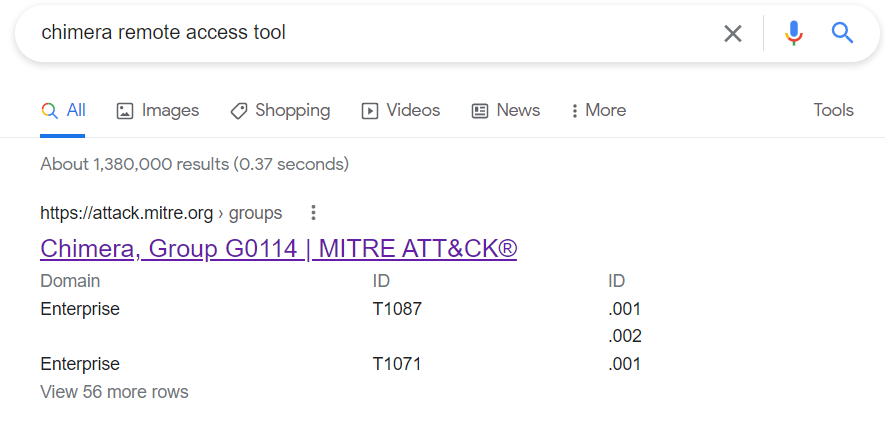 chimera remote access tool
All Images Shopping Videos News More Tools
About 1,380,000 results (0.37 seconds)
https://attack.mitre.org › groups
Chimera, Group G0114 | MITRE ATT&CK®
Domain ID ID
Enterprise T1087 .001
.002
Enterprise T1071 .001
View 56 more rows